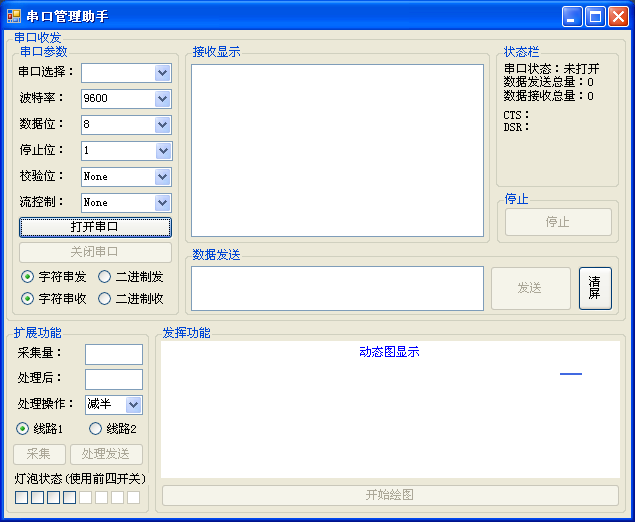 串口管理助手
串口收发
串口参数
串口选择：
波特率： 9600
数据位： 8
停止位： 1
校验位： None
流控制： None
打开串口
关闭串口
字符串发 二进制发
字符串收 二进制收
接收显示
数据发送
发送
清屏
状态栏
串口状态：未打开
数据发送总量：0
数据接收总量：0
CTS：
DSR：
停止
停止
扩展功能
采集量：
处理后：
处理操作： 减半
线路1 线路2
采集 处理发送
灯泡状态(使用前四开关)
发挥功能
动态图显示
开始绘图